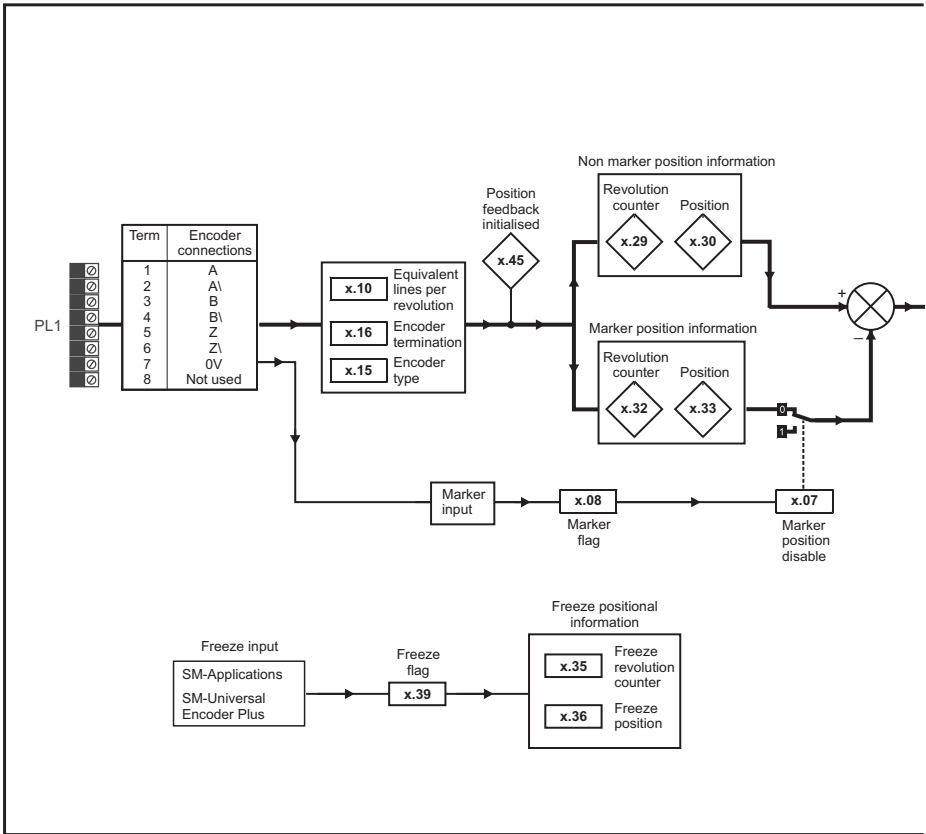 Non marker position information
Revolution
counter
Position
x.29
x.30
Position
feedback
initialised
x.45
Term
Encoder
connections
1 A
2 A\
3 B
4 B\
5 Z
6 Z\
7 0V
8 Not used
PL1
x.10
Equivalent
lines per
revolution
x.16
Encoder
termination
x.15
Encoder
type
+
–
Marker position information
Revolution
counter
Position
x.32
x.33
0
1
Marker
input
x.08
Marker
flag
x.07
Marker
position
disable
Freeze input
SM-Applications
SM-Universal
Encoder Plus
Freeze
flag
x.39
Freeze positional
information
x.35
Freeze
revolution
counter
x.36
Freeze
position